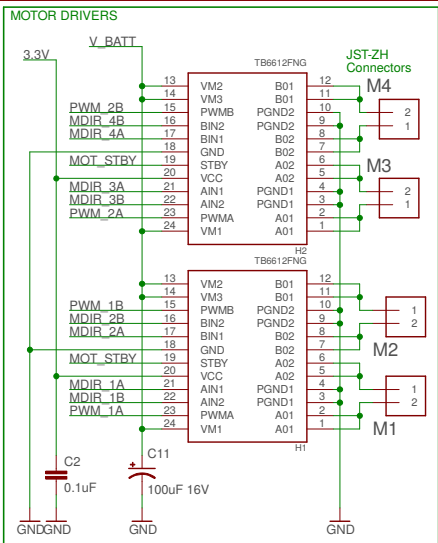 MOTOR DRIVERS
V_BATT
3.3V
TB6612FNG
JST-ZH
Connectors
M4
13 VM2 B01 12
14 VM3 B01 11
PWM_2B 15 PWMB PGND2 10
MDIR_4B 16 BIN2 PGND2 9
MDIR_4A 17 BIN1 B02 8
18 GND B02 7
MOT_STBY 19 STBY A02 6
20 VCC A02 5
MDIR_3A 21 AIN1 PGND1 4
MDIR_3B 22 AIN2 PGND1 3
PWM_2A 23 PWMA A01 2
24 VM1 A01 1
2
1
M3
2
1
H2
TB6612FNG
13 VM2 B01 12
14 VM3 B01 11
PWM_1B 15 PWMB PGND2 10
MDIR_2B 16 BIN2 PGND2 9
MDIR_2A 17 BIN1 B02 8
18 GND B02 7
MOT_STBY 19 STBY A02 6
20 VCC A02 5
MDIR_1A 21 AIN1 PGND1 4
MDIR_1B 22 AIN2 PGND1 3
PWM_1A 23 PWMA A01 2
24 VM1 A01 1
1
2
M2
1
2
M1
H1
C2
0.1uF
C11
+
100uF 16V
GND GND GND GND